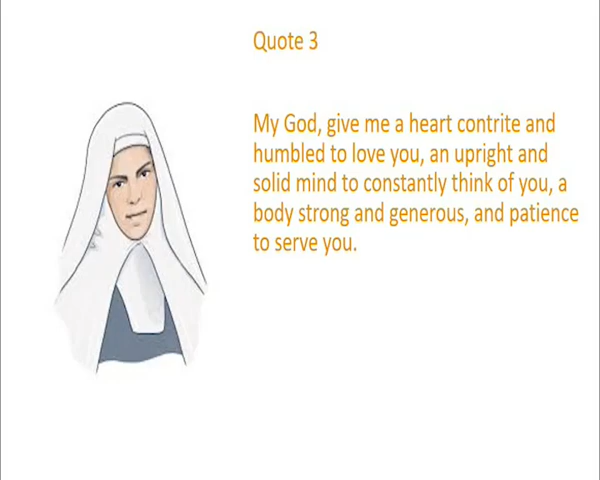 Quote 3
My God, give me a heart contrite and
humbled to love you, an upright and
solid mind to constantly think of you, a
body strong and generous, and patience
to serve you.